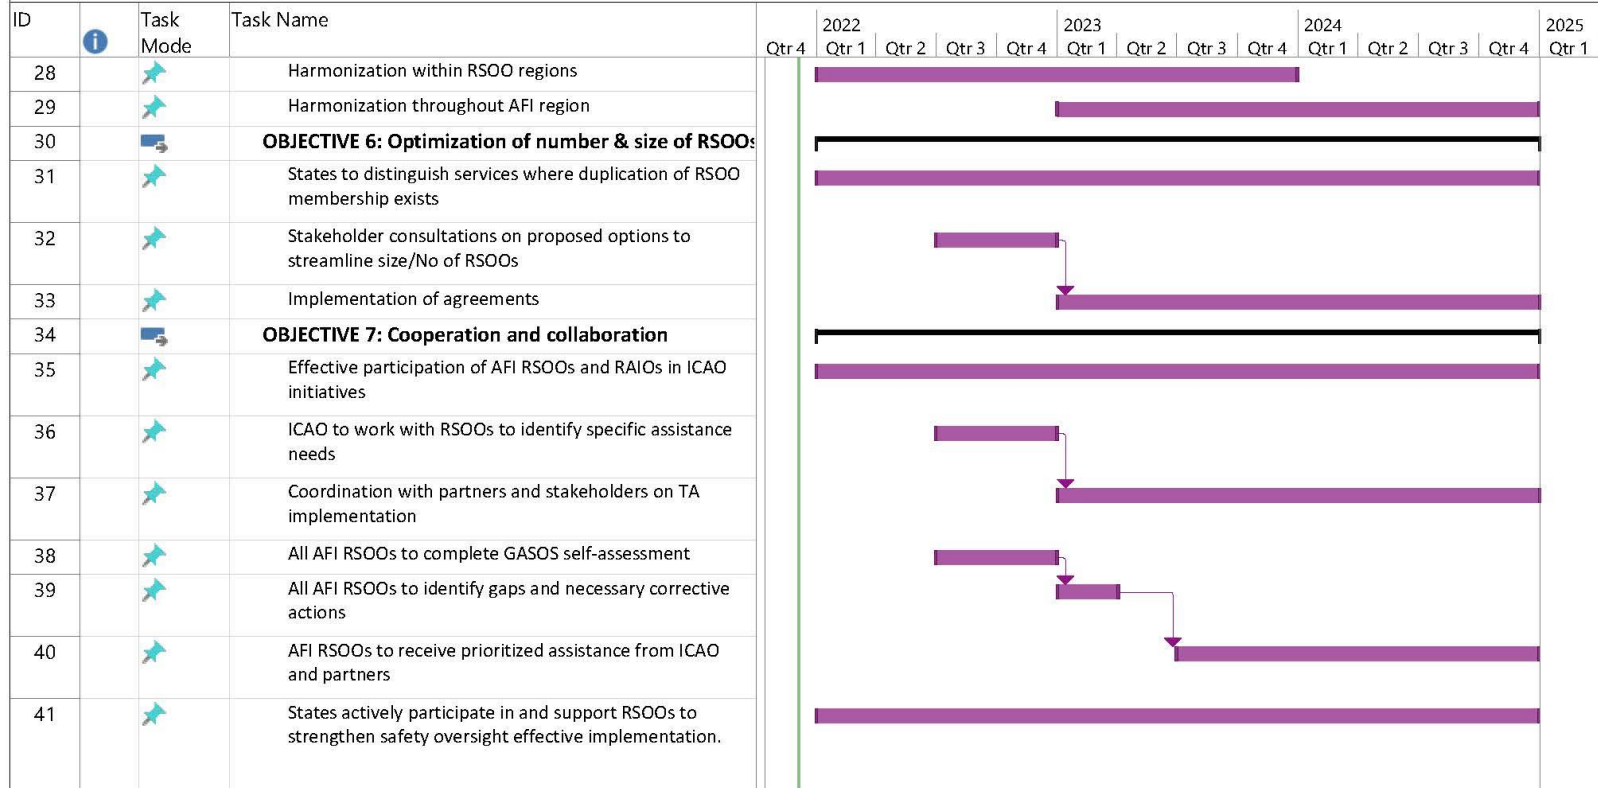 ID
Task
Mode
Task Name
2022
2023
2024
2025
Qtr 4 Qtr 1 Qtr 2 Qtr 3 Qtr 4 Qtr 1 Qtr 2 Qtr 3 Qtr 4 Qtr 1 Qtr 2 Qtr 3 Qtr 4 Qtr 1
28 Harmonization within RSOO regions
29 Harmonization throughout AFI region
30 OBJECTIVE 6: Optimization of number & size of RSOOs
31 States to distinguish services where duplication of RSOO
membership exists
32 Stakeholder consultations on proposed options to
streamline size/No of RSOOs
33 Implementation of agreements
34 OBJECTIVE 7: Cooperation and collaboration
35 Effective participation of AFI RSOOs and RAIOs in ICAO
initiatives
36 ICAO to work with RSOOs to identify specific assistance
needs
37 Coordination with partners and stakeholders on TA
implementation
38 All AFI RSOOs to complete GASOS self-assessment
39 All AFI RSOOs to identify gaps and necessary corrective
actions
40 AFI RSOOs to receive prioritized assistance from ICAO
and partners
41 States actively participate in and support RSOOs to
strengthen safety oversight effective implementation.